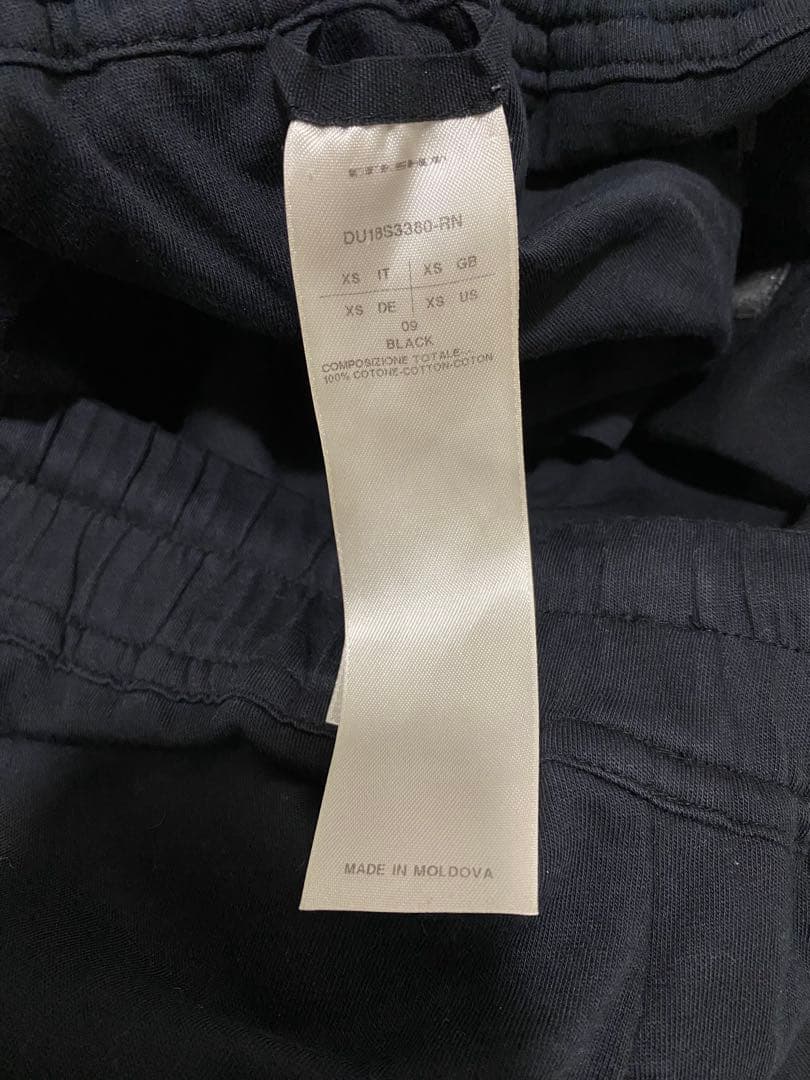 DU18S3380-RN
XS IT XS GB
XS DE XS US
09
BLACK
COMPOSIZIONE TOTALE...
100% COTONE-COTTON-COTON
MADE IN MOLDOVA